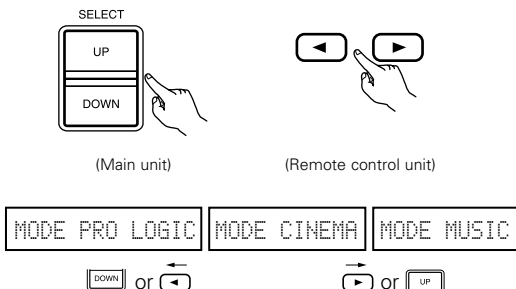 SELECT
UP
DOWN
(Main unit) (Remote control unit)
MODE PRO LOGIC MODE CINEMA MODE MUSIC
DOWN or or UP